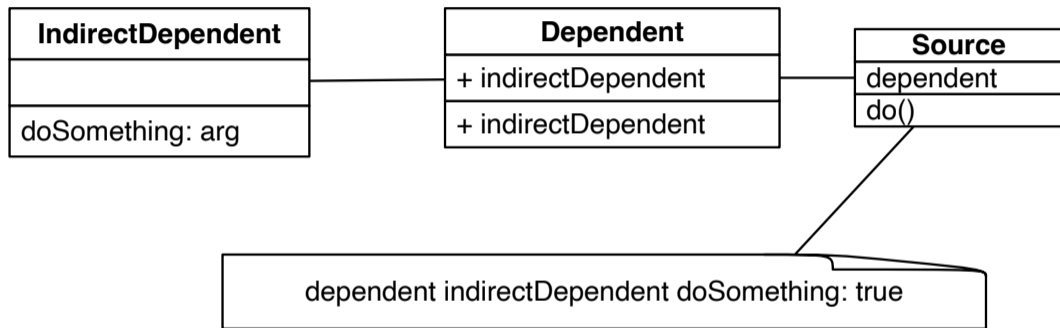 IndirectDependent
doSomething: arg
Dependent
+ indirectDependent
+ indirectDependent
Source
dependent
do()
dependent indirectDependent doSomething: true